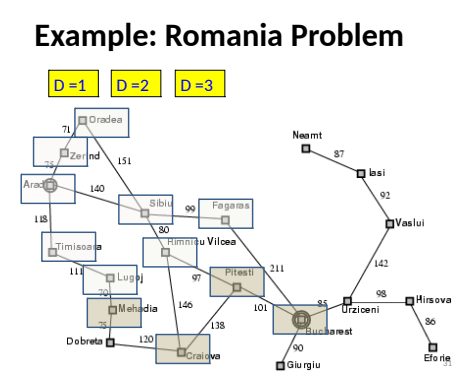 Example: Romania Problem
D =1 D =2 D =3
Oradea
71
Neamt
Zerind
87
75
151
Iasi
Arad
140
92
Sibiu
99
Fagaras
118
80
Vaslui
Timisoara
Rimnicu Vilcea
111
Lugoj
97
Pitesti
211
142
70
98
Mehadia
146
101
85
Hirsova
Urziceni
75
138
Bucharest
86
Dobreta
120
90
Craiova
Eforie
Giurgiu
31